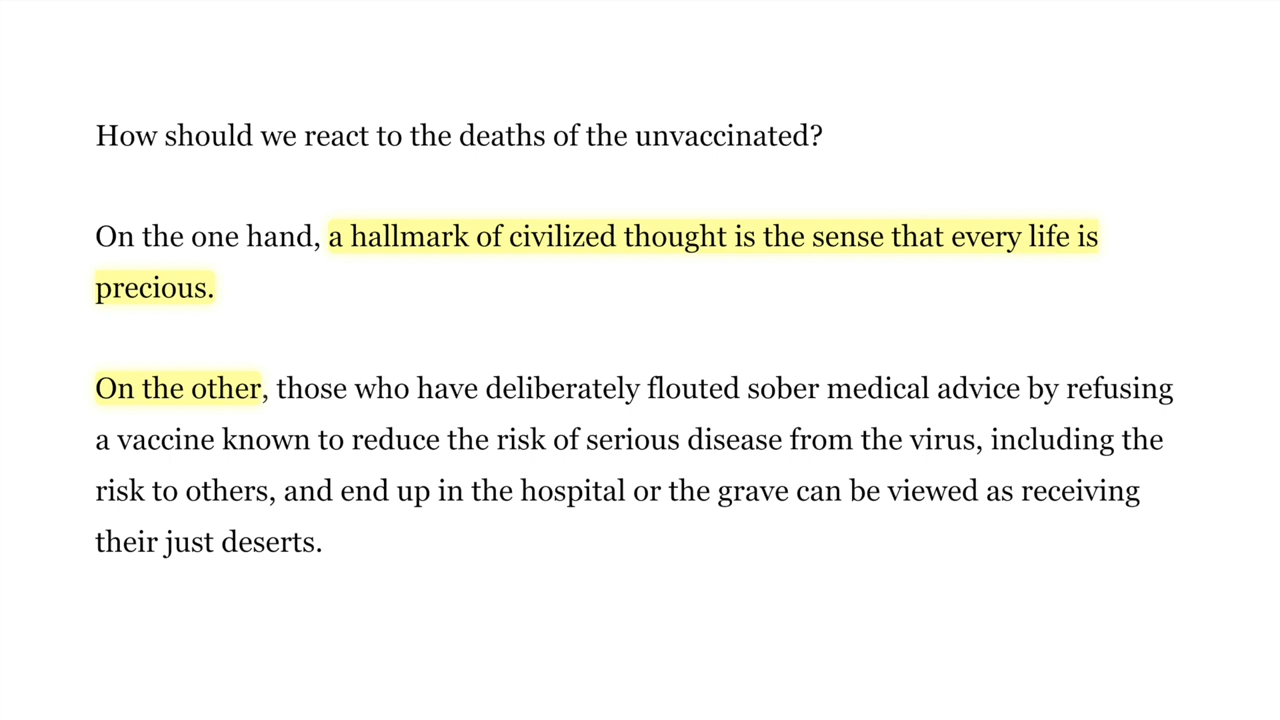 How should we react to the deaths of the unvaccinated?
On the one hand, a hallmark of civilized thought is the sense that every life is
precious.
On the other, those who have deliberately flouted sober medical advice by refusing
a vaccine known to reduce the risk of serious disease from the virus, including the
risk to others, and end up in the hospital or the grave can be viewed as receiving
their just deserts.